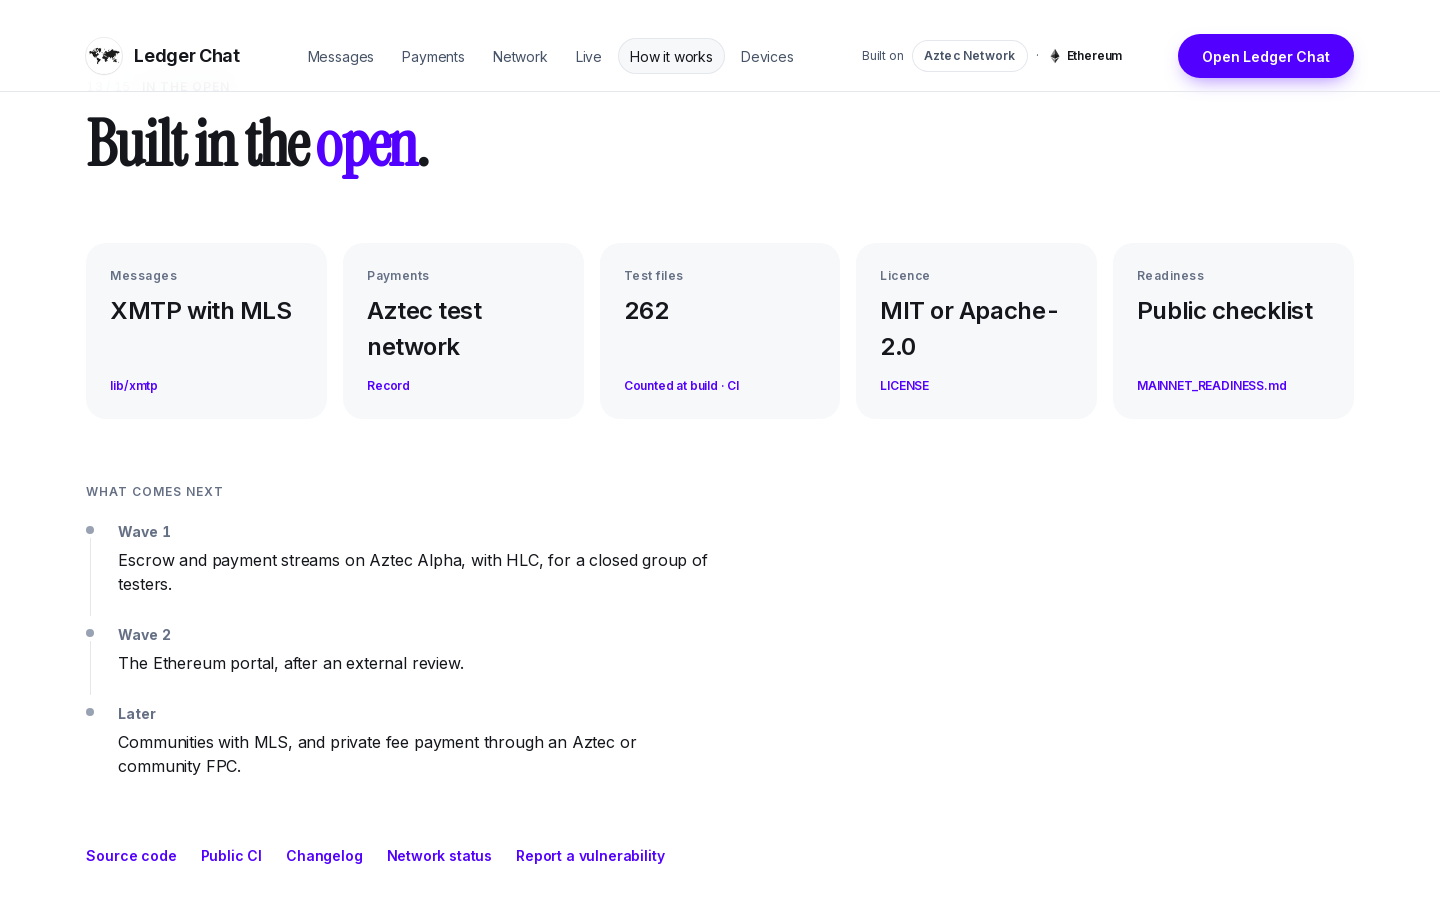 Ledger Chat
Messages Payments Network Live How it works Devices
Built on Aztec Network · Ethereum
Open Ledger Chat
IN THE OPEN
Built in the open.
Messages
XMTP with MLS
lib/xmtp
Payments
Aztec test
network
Record
Test files
262
Counted at build · CI
Licence
MIT or Apache-
2.0
LICENSE
Readiness
Public checklist
MAINNET_READINESS.md
WHAT COMES NEXT
Wave 1
Escrow and payment streams on Aztec Alpha, with HLC, for a closed group of
testers.
Wave 2
The Ethereum portal, after an external review.
Later
Communities with MLS, and private fee payment through an Aztec or
community FPC.
Source code Public CI Changelog Network status Report a vulnerability